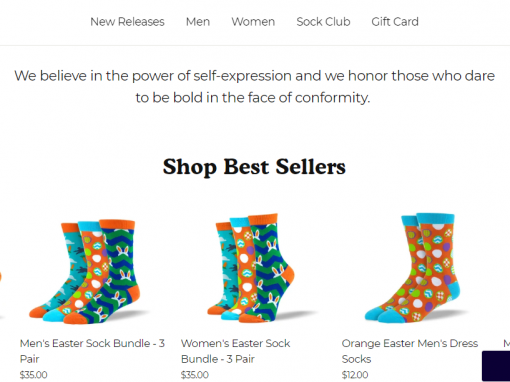 New Releases Men Women Sock Club Gift Card
We believe in the power of self-expression and we honor those who dare
to be bold in the face of conformity.
Shop Best Sellers
Men's Easter Sock Bundle - 3
Pair
$35.00
Women's Easter Sock
Bundle - 3 Pair
$35.00
Orange Easter Men's Dress
Socks
$12.00
M